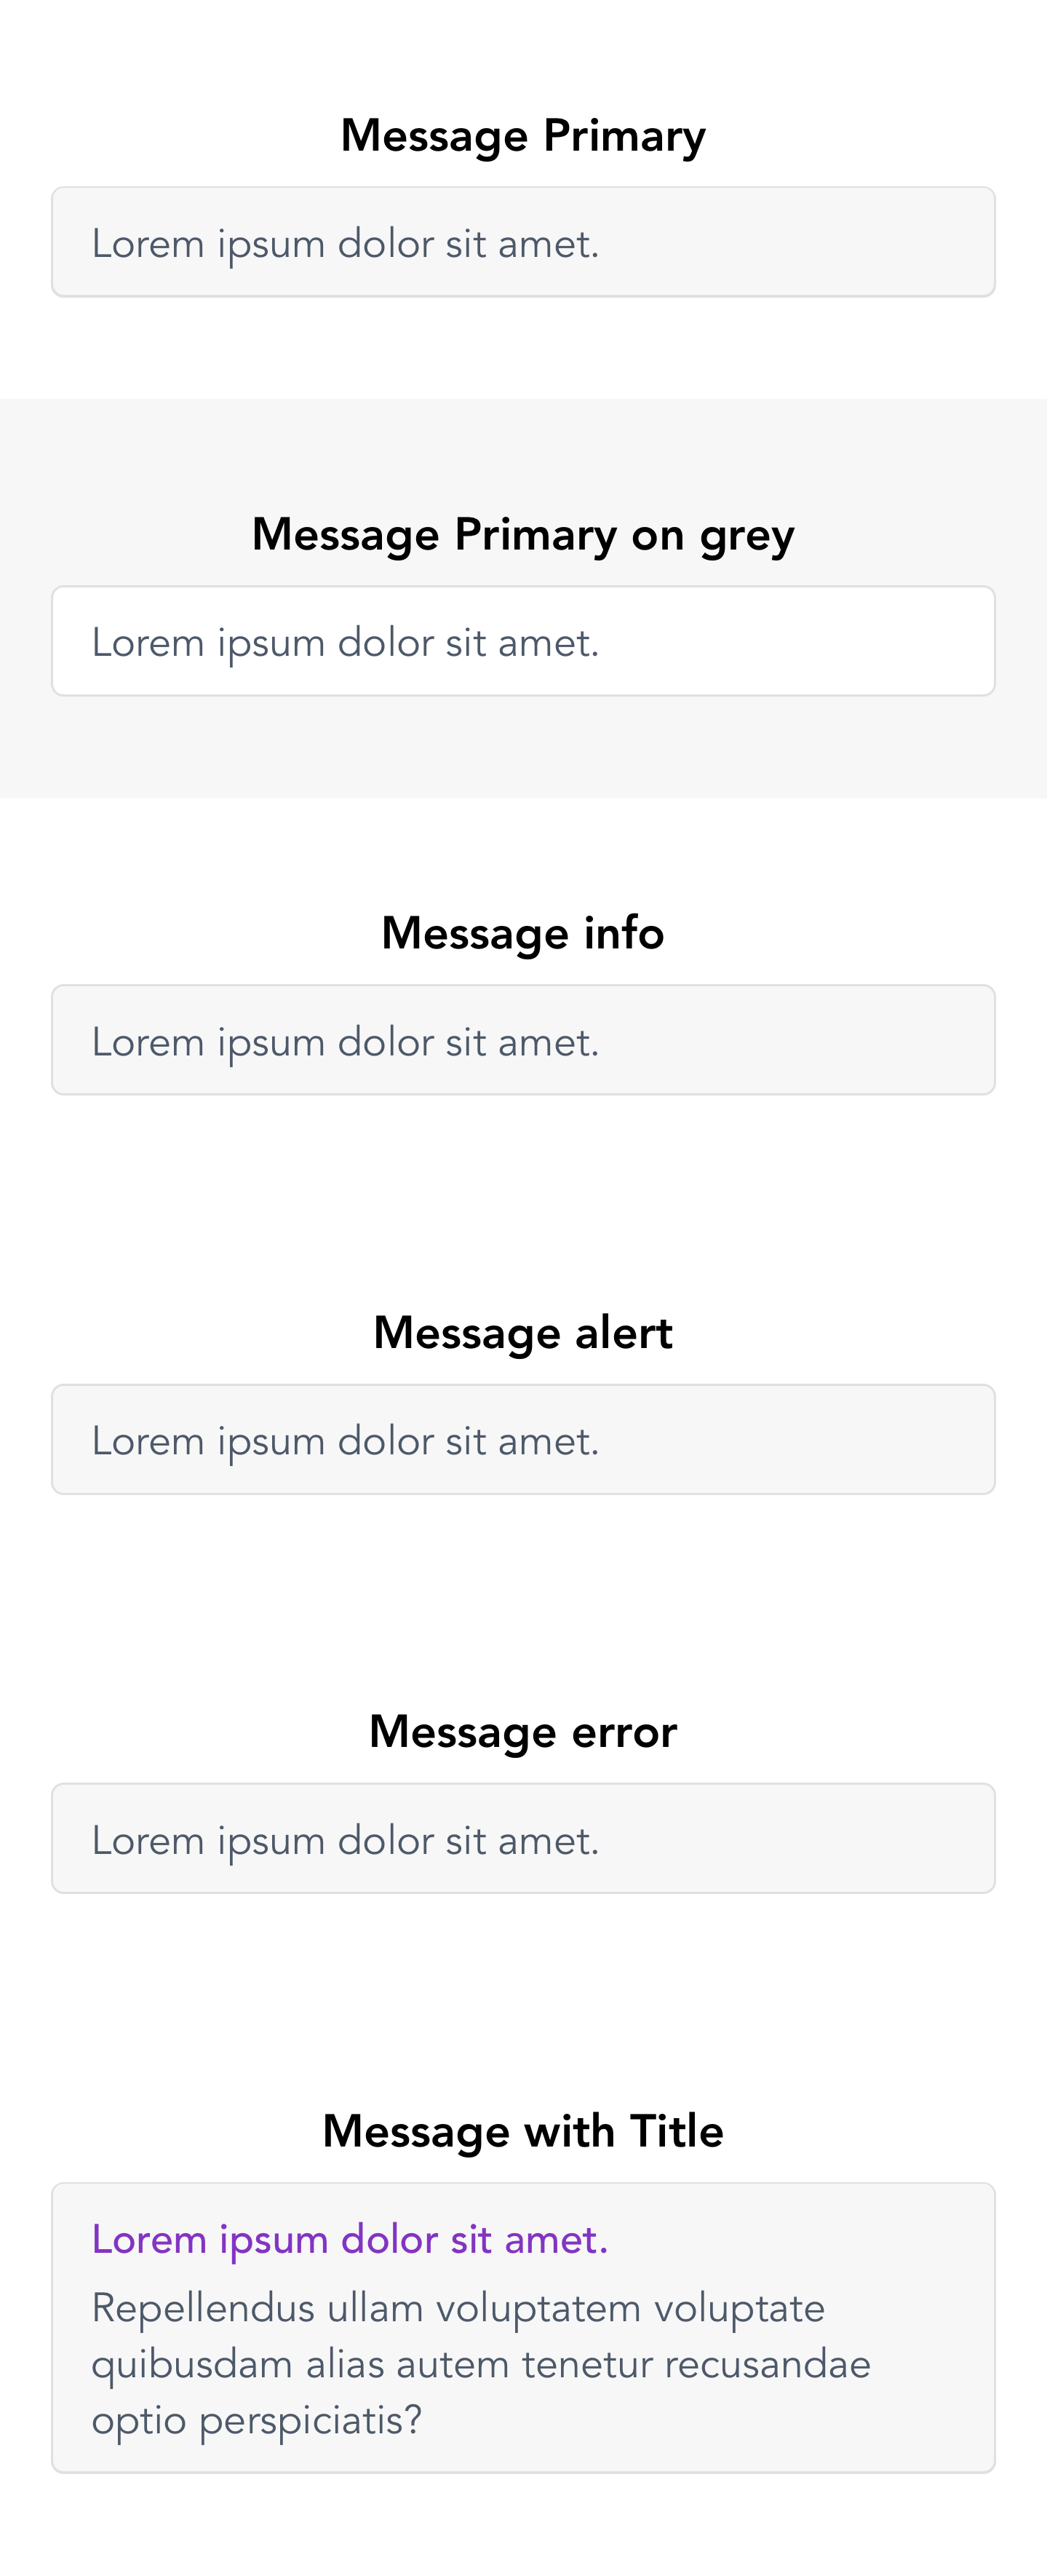 Message Primary
Lorem ipsum dolor sit amet.
Message Primary on grey
Lorem ipsum dolor sit amet.
Message info
Lorem ipsum dolor sit amet.
Message alert
Lorem ipsum dolor sit amet.
Message error
Lorem ipsum dolor sit amet.
Message with Title
Lorem ipsum dolor sit amet.
Repellendus ullam voluptatem voluptate
quibusdam alias autem tenetur recusandae
optio perspiciatis?